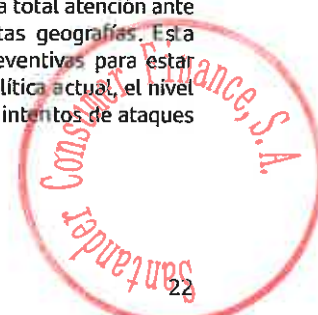 a total atención ante
tas geografías. Esta
eventivas para estar
lítica actual, el nivel
intentos de ataques
Santander Consumer Finance, S. A.
22